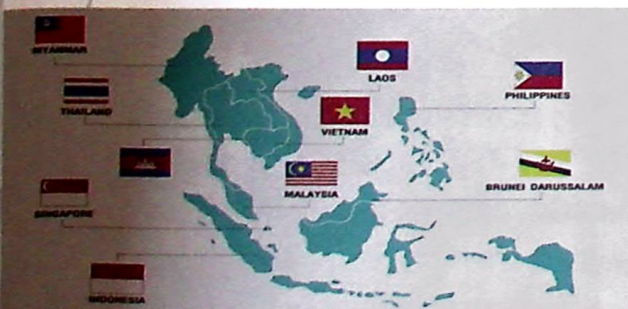 MYANMAR
LAOS
PHILIPPINES
THAILAND
VIETNAM
MALAYSIA
BRUNEI DARUSSALAM
SINGAPORE
INDONESIA